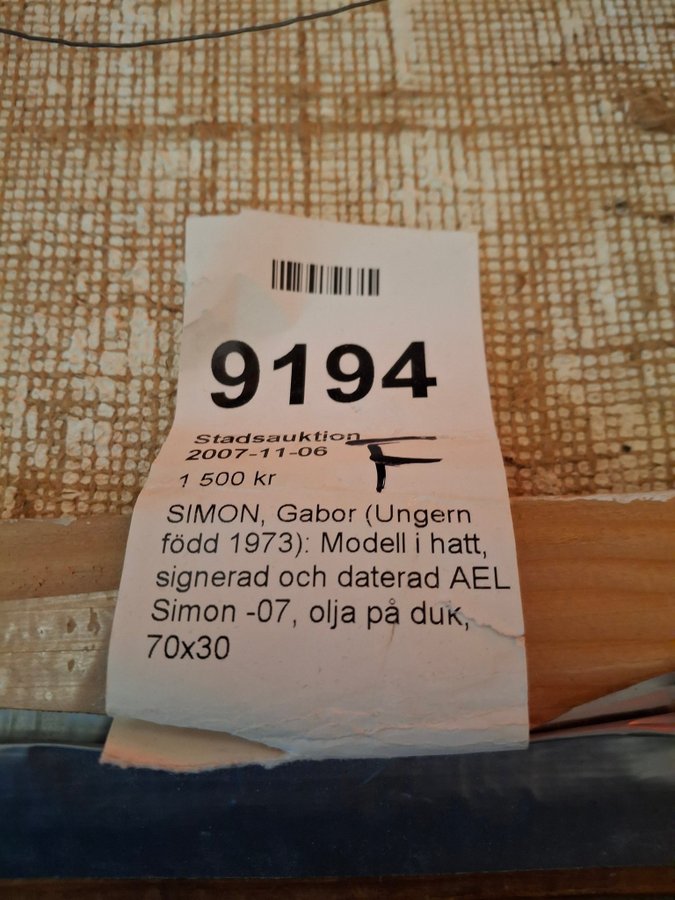 9194
Stadsauktion
2007-11-06
F
1 500 kr
SIMON, Gabor (Ungern
född 1973): Modell i hatt,
signerad och daterad AEL
Simon -07, olja på duk,
70x30